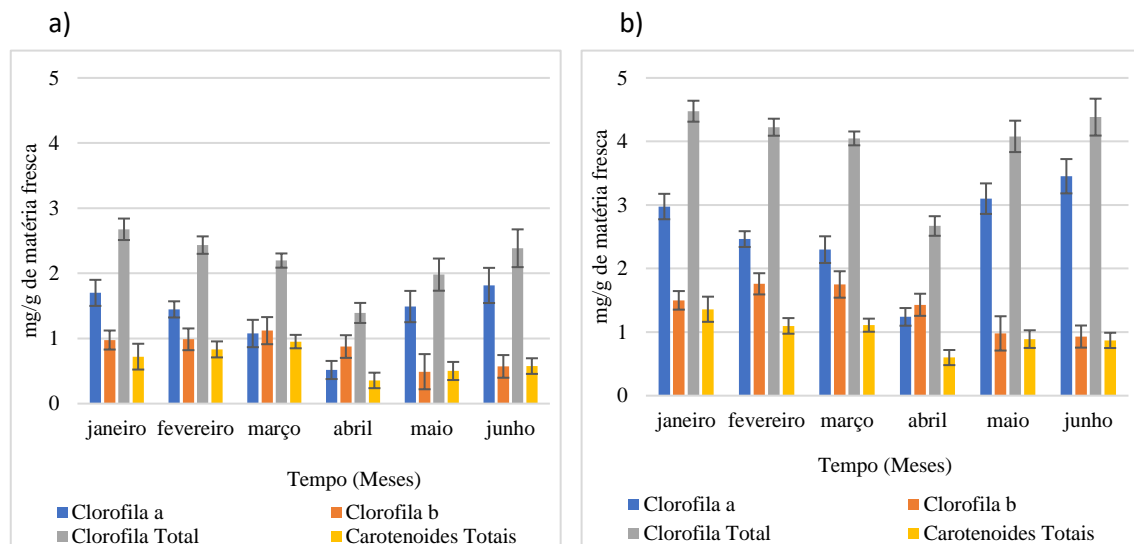 a)
5
4
3
2
1
0
mg/g de matéria fresca
janeiro fevereiro março abril maio junho
Tempo (Meses)
Clorofila a Clorofila b
Clorofila Total Carotenoides Totais
b)
5
4
3
2
1
0
mg/g de matéria fresca
janeiro fevereiro março abril maio junho
Tempo (Meses)
Clorofila a Clorofila b
Clorofila Total Carotenoides Totais